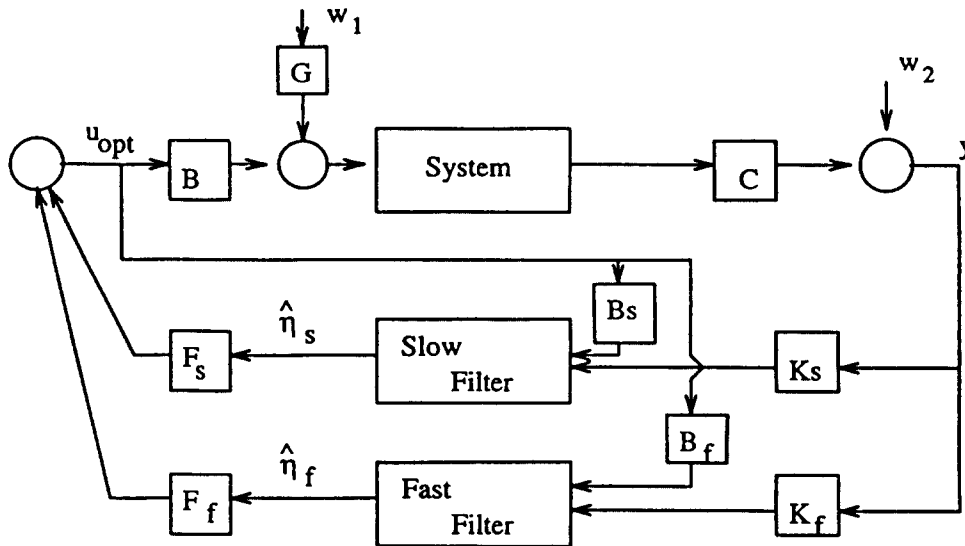 w1
G
w2
uopt
B
System
C
y
Bs
η̂s
Slow
Filter
Fs
Ks
Bf
η̂f
Fast
Filter
Ff
Kf